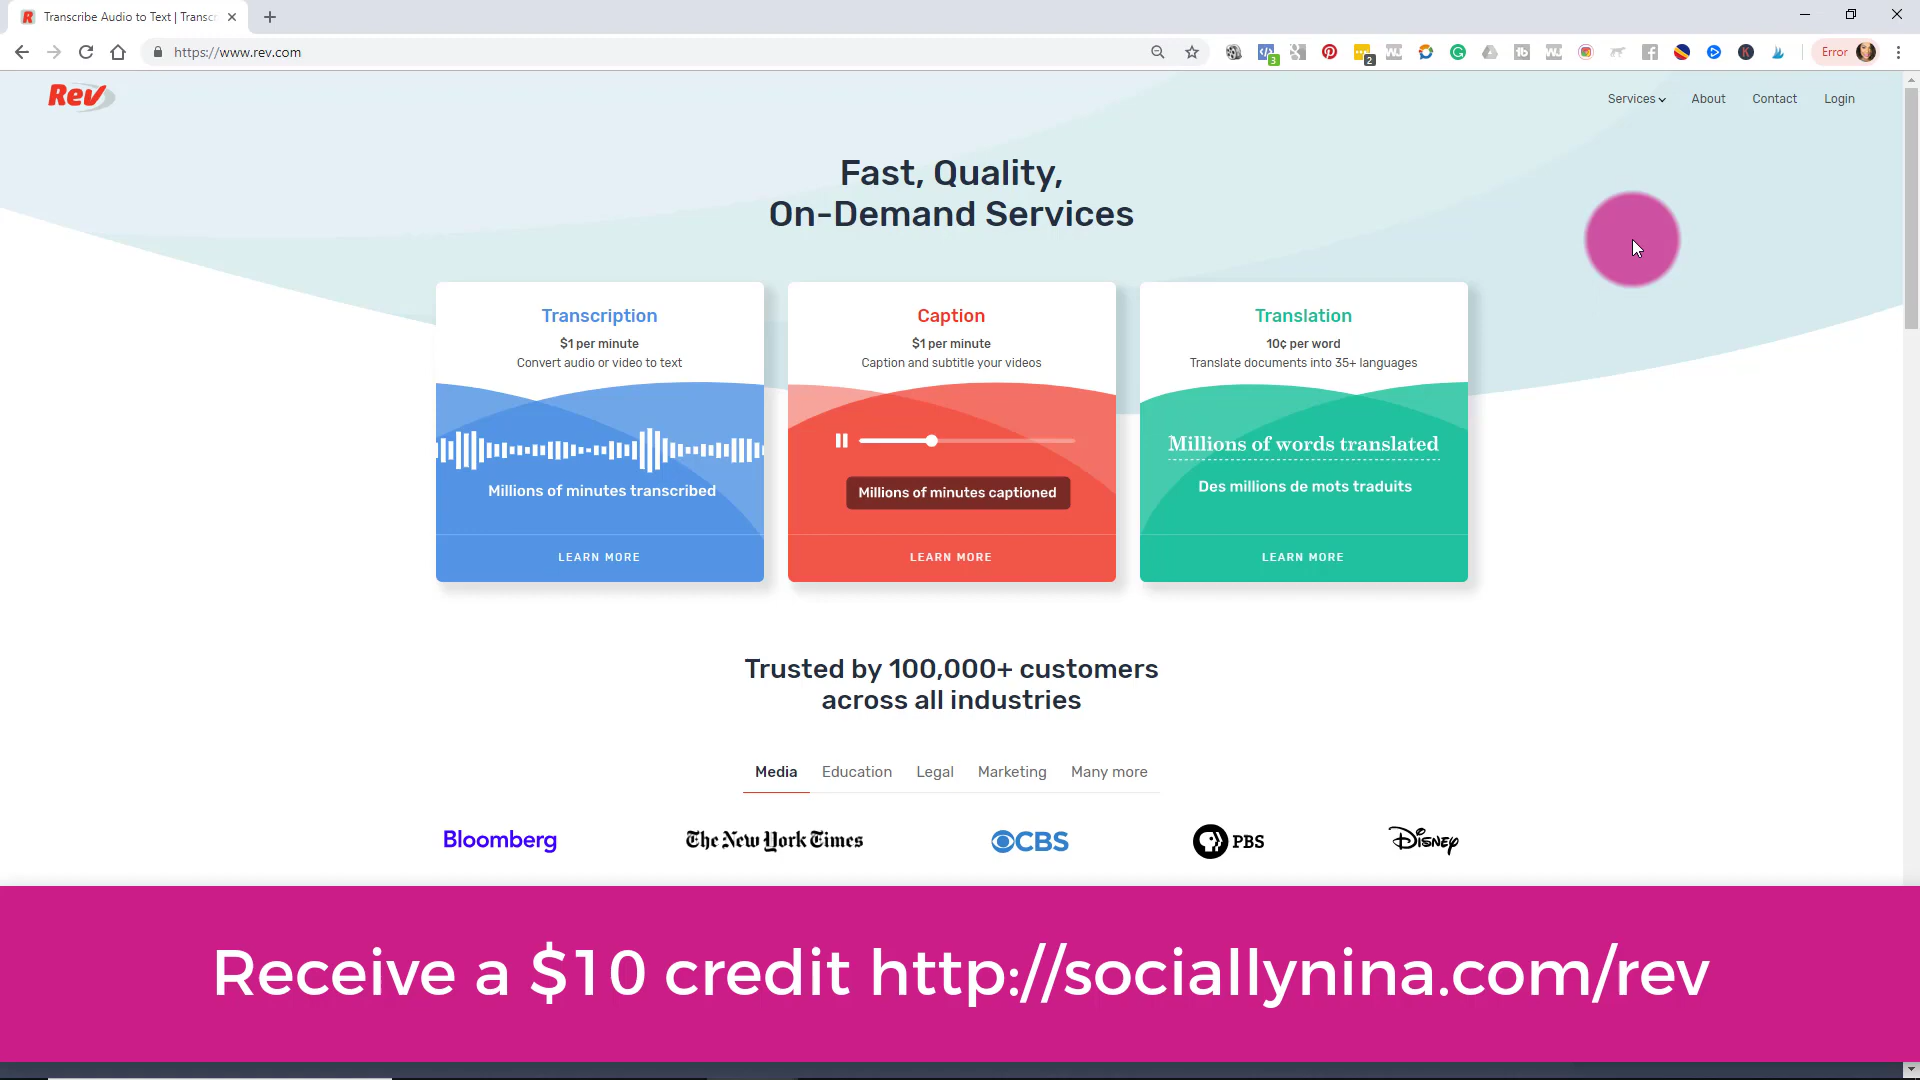 Transcribe Audio to Text | Transc
https://www.rev.com
3
2
Error
Rev
Services
About
Contact
Login
Fast, Quality,
On-Demand Services
Transcription
$1 per minute
Convert audio or video to text
Millions of minutes transcribed
LEARN MORE
Caption
$1 per minute
Caption and subtitle your videos
Millions of minutes captioned
LEARN MORE
Translation
10¢ per word
Translate documents into 35+ languages
Millions of words translated
Des millions de mots traduits
LEARN MORE
Trusted by 100,000+ customers
across all industries
Media
Education
Legal
Marketing
Many more
Bloomberg
The New York Times
CBS
PBS
Disney
Receive a $10 credit http://sociallynina.com/rev